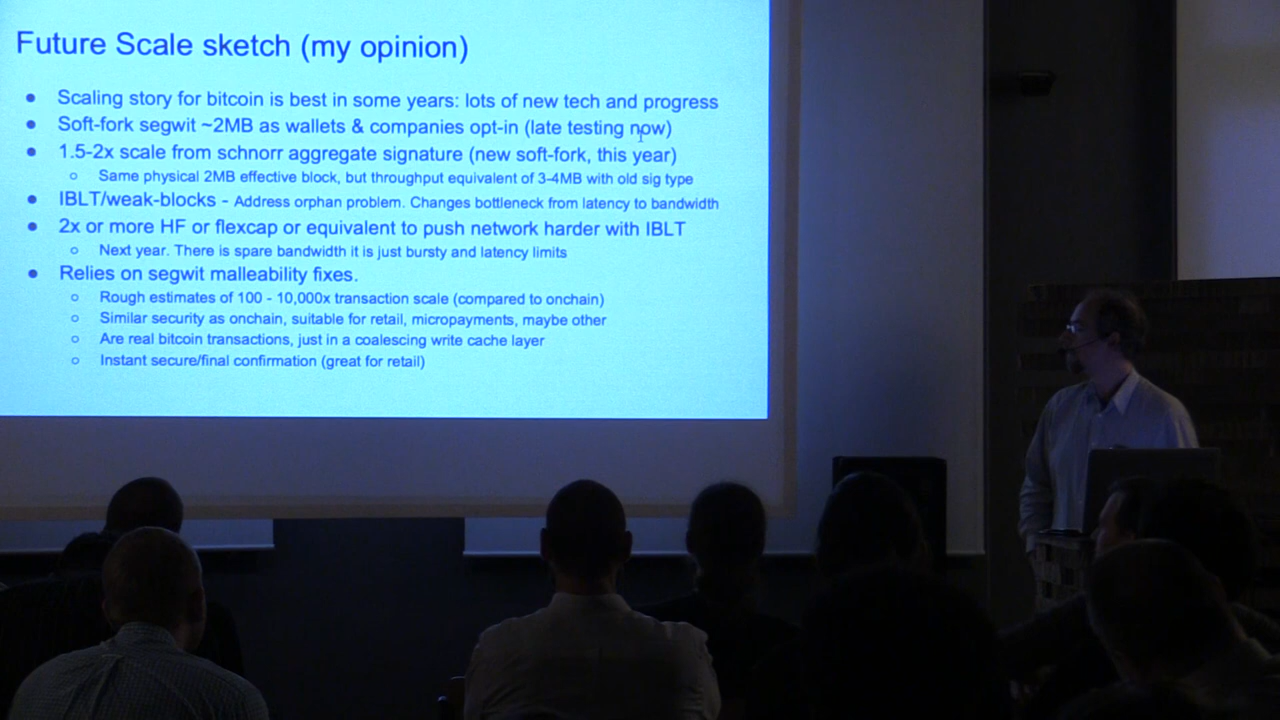 Future Scale sketch (my opinion)
● Scaling story for bitcoin is best in some years: lots of new tech and progress
● Soft-fork segwit ~2MB as wallets & companies opt-in (late testing now)
● 1.5-2x scale from schnorr aggregate signature (new soft-fork, this year)
○ Same physical 2MB effective block, but throughput equivalent of 3-4MB with old sig type
● IBLT/weak-blocks - Address orphan problem. Changes bottleneck from latency to bandwidth
● 2x or more HF or flexcap or equivalent to push network harder with IBLT
○ Next year. There is spare bandwidth it is just bursty and latency limits
● Relies on segwit malleability fixes.
○ Rough estimates of 100 - 10,000x transaction scale (compared to onchain)
○ Similar security as onchain, suitable for retail, micropayments, maybe other
○ Are real bitcoin transactions, just in a coalescing write cache layer
○ Instant secure/final confirmation (great for retail)